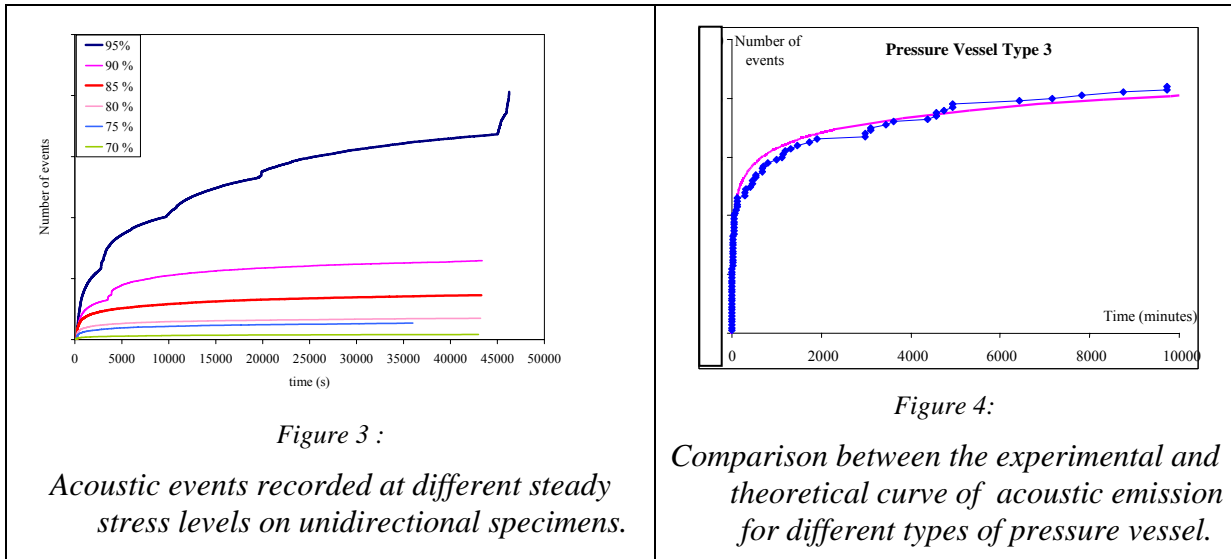 95%
90 %
85 %
80 %
75 %
70 %
Number of events
0 5000 10000 15000 20000 25000 30000 35000 40000 45000 50000
time (s)
Figure 3 :
Acoustic events recorded at different steady
stress levels on unidirectional specimens.
Number of
events
Pressure Vessel Type 3
Time (minutes)
0 2000 4000 6000 8000 10000
Figure 4:
Comparison between the experimental and
theoretical curve of acoustic emission
for different types of pressure vessel.